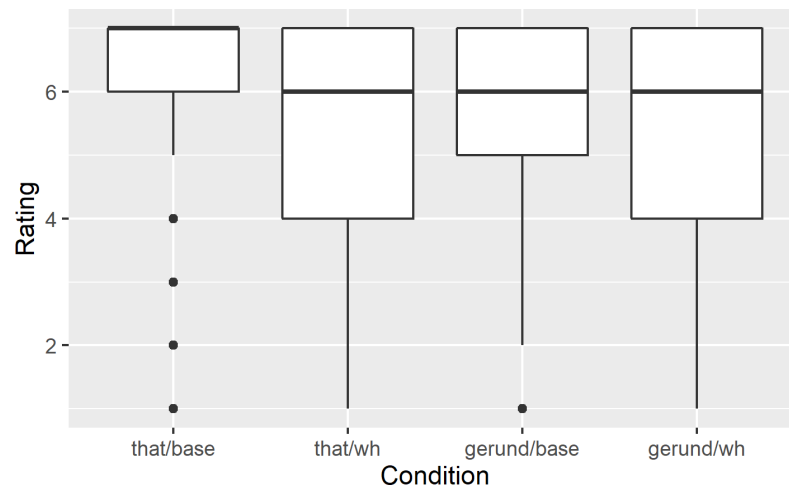 Rating
6
4
2
that/base that/wh gerund/base gerund/wh
Condition